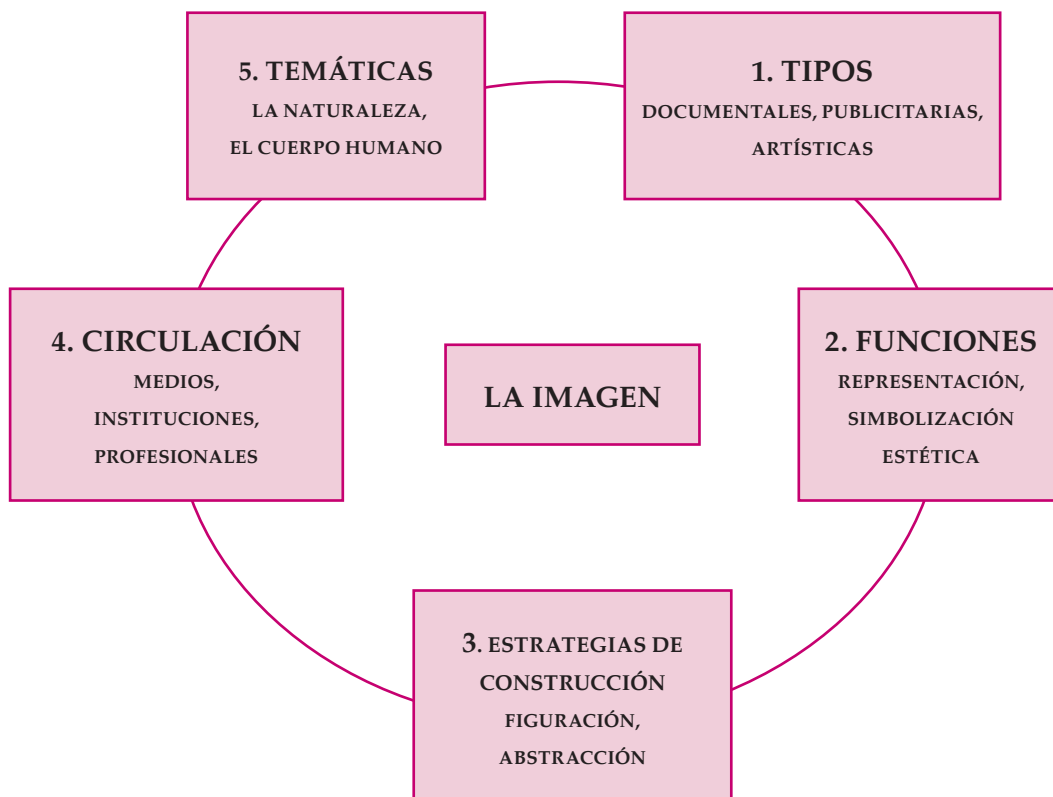 5. TEMÁTICAS
LA NATURALEZA,
EL CUERPO HUMANO
1. TIPOS
DOCUMENTALES, PUBLICITARIAS,
ARTÍSTICAS
4. CIRCULACIÓN
MEDIOS,
INSTITUCIONES,
PROFESIONALES
LA IMAGEN
2. FUNCIONES
REPRESENTACIÓN,
SIMBOLIZACIÓN
ESTÉTICA
3. ESTRATEGIAS DE
CONSTRUCCIÓN
FIGURACIÓN,
ABSTRACCIÓN